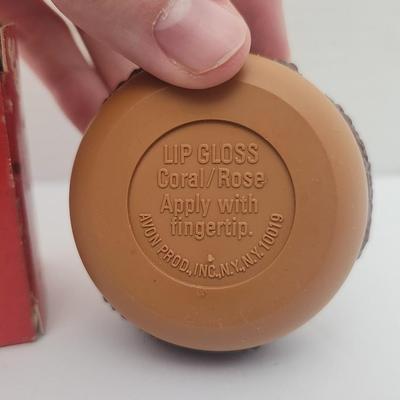 LIP GLOSS
Coral/Rose
Apply with
fingertip.
AVON PROD., INC., N.Y., N.Y. 10019